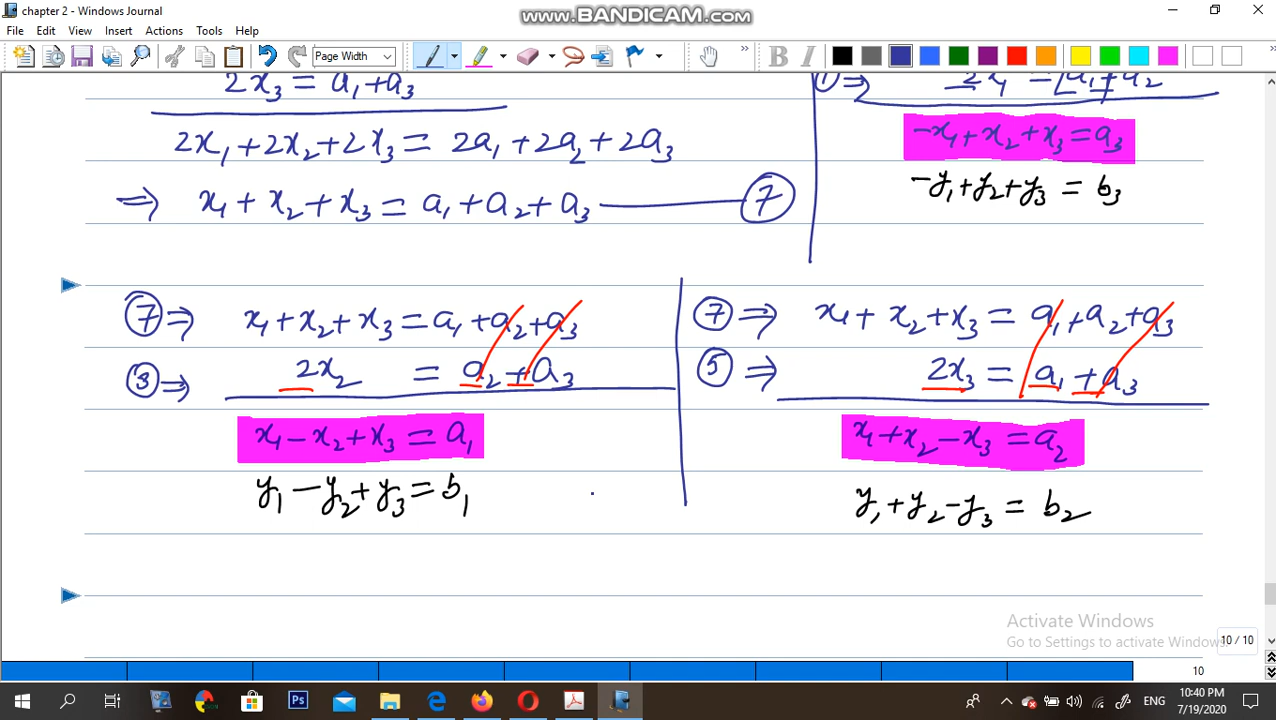 chapter 2 - Windows Journal
www.BANDICAM.com
File Edit View Insert Actions Tools Help
Page Width
2x₃ = a₁+a₃
2x₁+2x₂+2x₃ = 2a₁+2a₂+2a₃
⇒ x₁+x₂+x₃ = a₁+a₂+a₃ ——— ⑦
① ⇒ 2x₁ = a₁+a₂
-x₁+x₂+x₃=a₃
-y₁+y₂+y₃ = b₃
⑦⇒ x₁+x₂+x₃=a₁+a₂+a₃
③⇒ 2x₂ = a₂+a₃
x₁-x₂+x₃=a₁
y₁-y₂+y₃=b₁
⑦⇒ x₁+x₂+x₃ = a₁+a₂+a₃
⑤⇒ 2x₃ = a₁+a₃
x₁+x₂-x₃=a₂
y₁+y₂-y₃ = b₂
Activate Windows
Go to Settings to activate Windows.
10/10
10
ENG
10:40 PM
7/19/2020